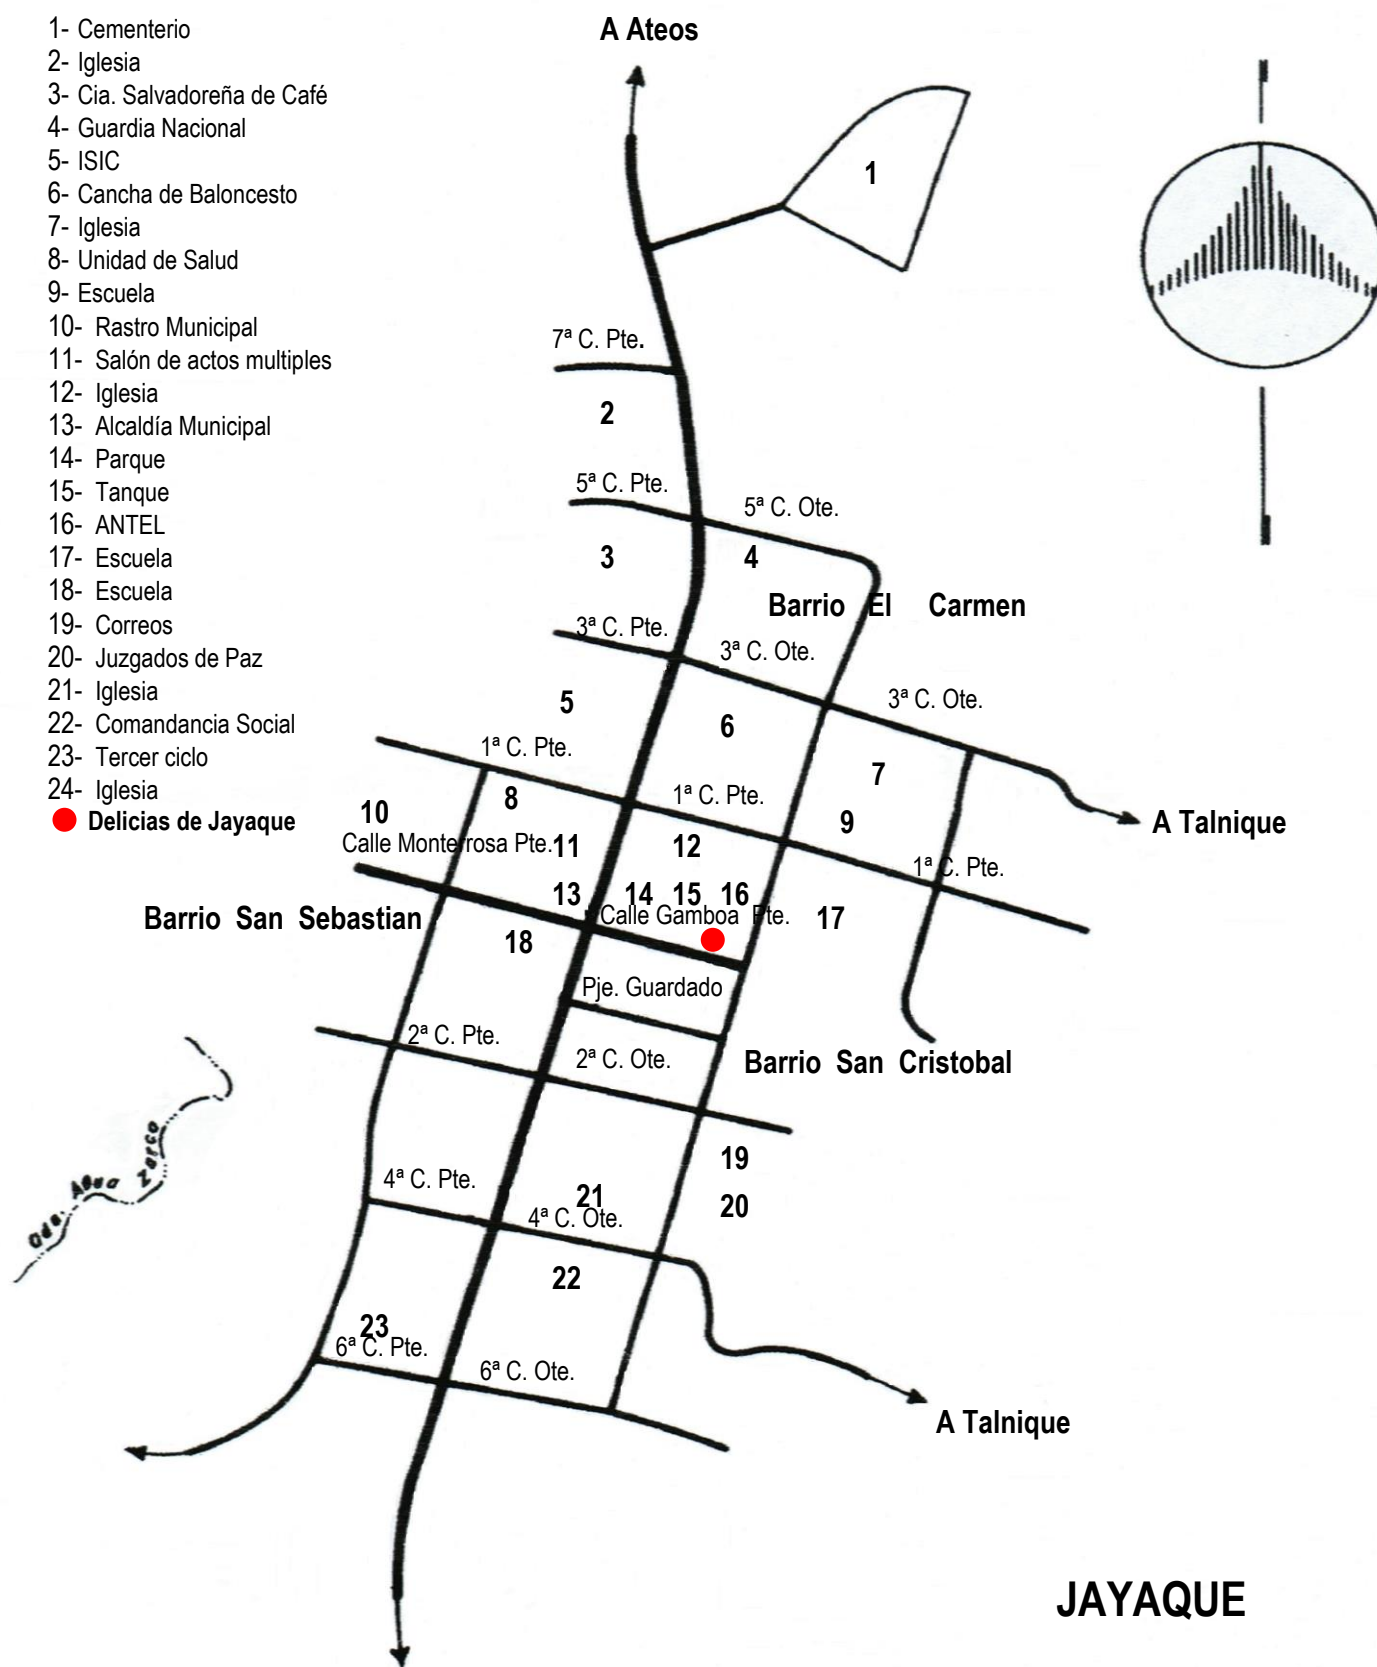 1- Cementerio
2- Iglesia
3- Cia. Salvadoreña de Café
4- Guardia Nacional
5- ISIC
6- Cancha de Baloncesto
7- Iglesia
8- Unidad de Salud
9- Escuela
10- Rastro Municipal
11- Salón de actos multiples
12- Iglesia
13- Alcaldía Municipal
14- Parque
15- Tanque
16- ANTEL
17- Escuela
18- Escuela
19- Correos
20- Juzgados de Paz
21- Iglesia
22- Comandancia Social
23- Tercer ciclo
24- Iglesia
Delicias de Jayaque
A Ateos
1
7ª C. Pte.
2
5ª C. Pte.
5ª C. Ote.
3
4
Barrio El Carmen
3ª C. Pte.
3ª C. Ote.
3ª C. Ote.
5
6
1ª C. Pte.
7
8
1ª C. Pte.
10
9
A Talnique
Calle Monterrosa Pte.
11
12
1ª C. Pte.
13
14
15
16
Barrio San Sebastian
Calle Gamboa Pte.
17
18
Pje. Guardado
2ª C. Pte.
2ª C. Ote.
Barrio San Cristobal
Qda. Agua Zarco
19
4ª C. Pte.
21
20
4ª C. Ote.
22
23
6ª C. Pte.
6ª C. Ote.
A Talnique
JAYAQUE